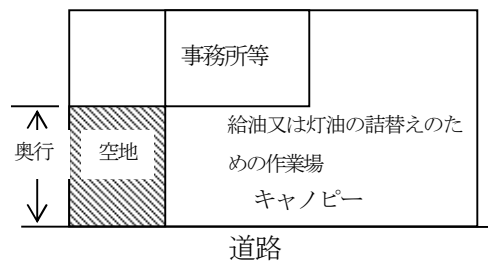 事務所等
給油又は灯油の詰替えのた
めの作業場
奥行
空地
キャノピー
道路